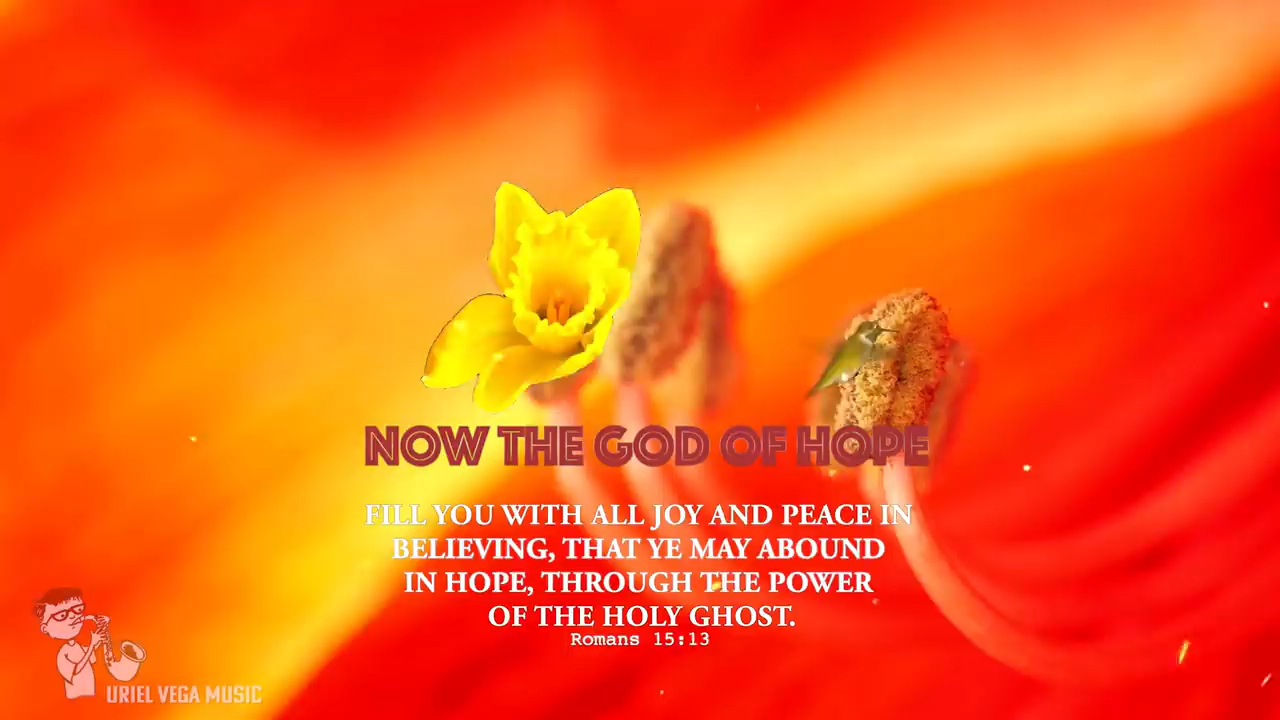 NOW THE GOD OF HOPE
FILL YOU WITH ALL JOY AND PEACE IN
BELIEVING, THAT YE MAY ABOUND
IN HOPE, THROUGH THE POWER
OF THE HOLY GHOST.
Romans 15:13
URIEL VEGA MUSIC